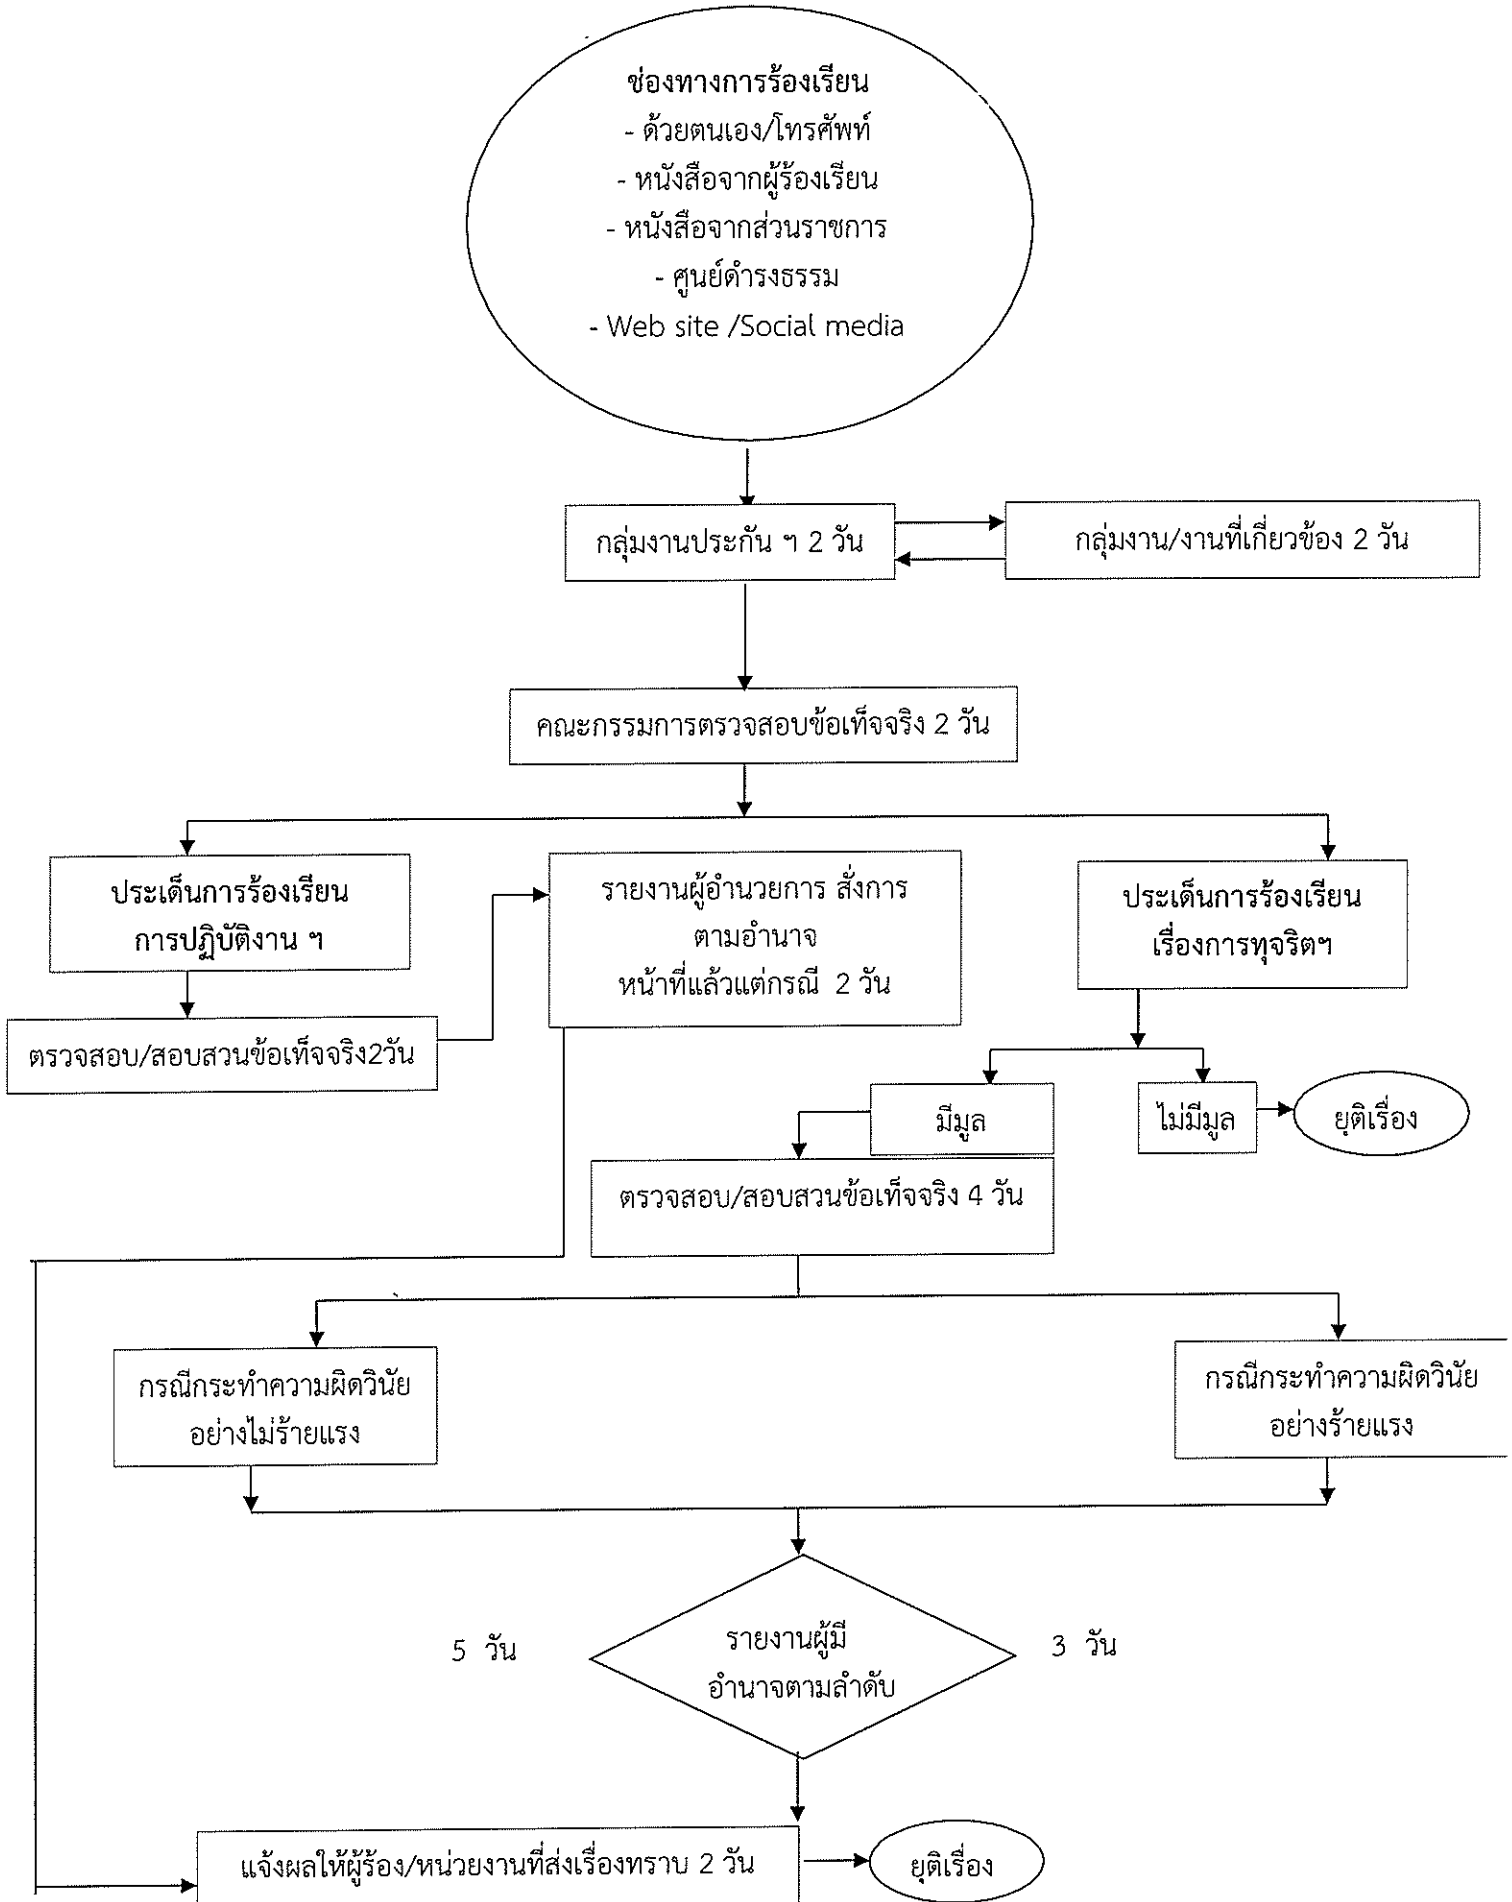 ช่องทางการร้องเรียน
- ด้วยตนเอง/โทรศัพท์
- หนังสือจากผู้ร้องเรียน
- หนังสือจากส่วนราชการ
- ศูนย์ดำรงธรรม
- Web site /Social media
กลุ่มงานประกัน ฯ 2 วัน
กลุ่มงาน/งานที่เกี่ยวข้อง 2 วัน
คณะกรรมการตรวจสอบข้อเท็จจริง 2 วัน
ประเด็นการร้องเรียน
การปฏิบัติงาน ฯ
รายงานผู้อำนวยการ สั่งการ
ตามอำนาจ
หน้าที่แล้วแต่กรณี 2 วัน
ประเด็นการร้องเรียน
เรื่องการทุจริตฯ
ตรวจสอบ/สอบสวนข้อเท็จจริง2วัน
มีมูล
ไม่มีมูล
ยุติเรื่อง
ตรวจสอบ/สอบสวนข้อเท็จจริง 4 วัน
กรณีกระทำความผิดวินัย
อย่างไม่ร้ายแรง
กรณีกระทำความผิดวินัย
อย่างร้ายแรง
5 วัน
รายงานผู้มี
อำนาจตามลำดับ
3 วัน
แจ้งผลให้ผู้ร้อง/หน่วยงานที่ส่งเรื่องทราบ 2 วัน
ยุติเรื่อง